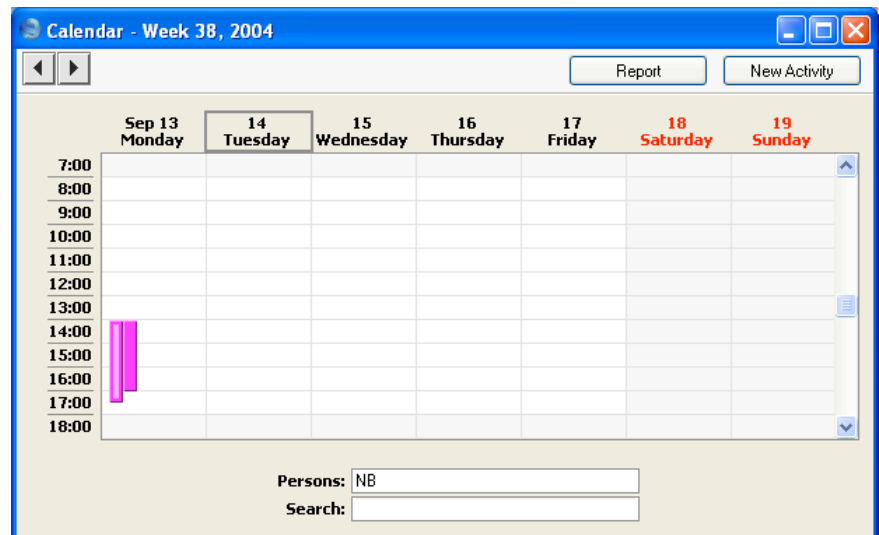 Calendar - Week 38, 2004
Report New Activity
Sep 13 14 15 16 17 18 19
Monday Tuesday Wednesday Thursday Friday Saturday Sunday
7:00
8:00
9:00
10:00
11:00
12:00
13:00
14:00
15:00
16:00
17:00
18:00
Persons: NB
Search: